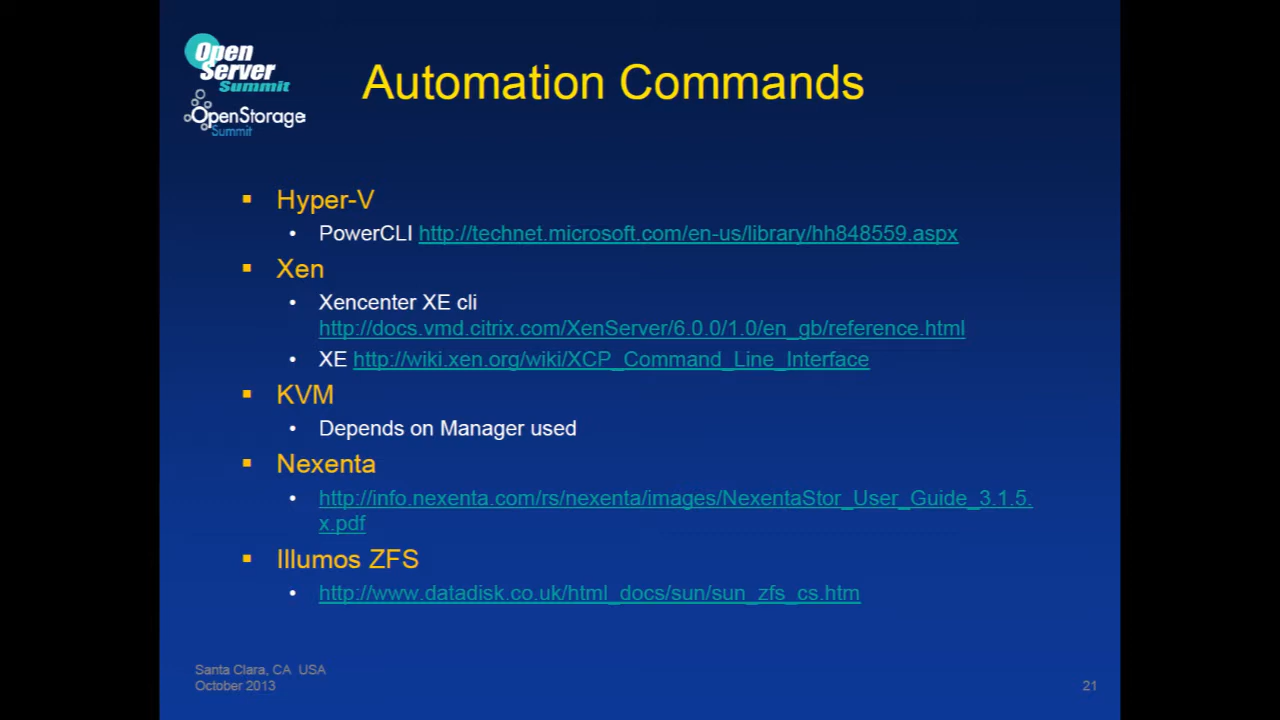 Open
Server
Summit
OpenStorage
Summit
Automation Commands
Hyper-V
PowerCLI http://technet.microsoft.com/en-us/library/hh848559.aspx
Xen
Xencenter XE cli
http://docs.vmd.citrix.com/XenServer/6.0.0/1.0/en_gb/reference.html
XE http://wiki.xen.org/wiki/XCP_Command_Line_Interface
KVM
Depends on Manager used
Nexenta
http://info.nexenta.com/rs/nexenta/images/NexentaStor_User_Guide_3.1.5.
x.pdf
Illumos ZFS
http://www.datadisk.co.uk/html_docs/sun/sun_zfs_cs.htm
Santa Clara, CA  USA
October 2013
21